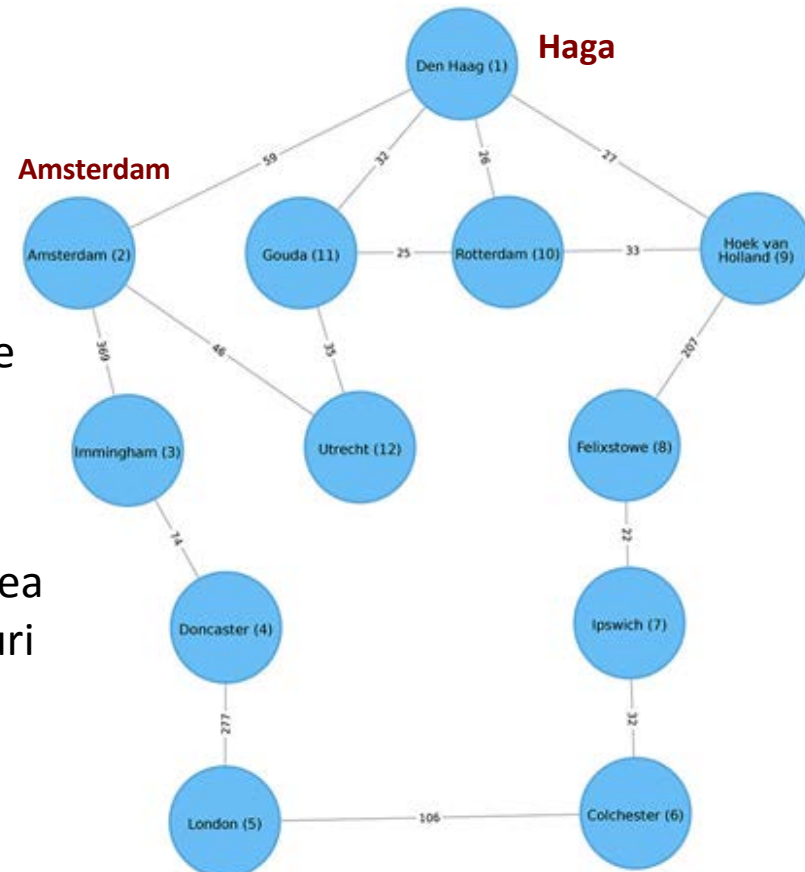 Haga
Den Haag (1)
59
32
26
27
Amsterdam
Amsterdam (2)
Gouda (11)
25
Rotterdam (10)
33
Hoek van
Holland (9)
e
369
46
35
207
Immingham (3)
Utrecht (12)
Felixstowe (8)
74
22
ea
uri
Doncaster (4)
Ipswich (7)
277
32
London (5)
106
Colchester (6)